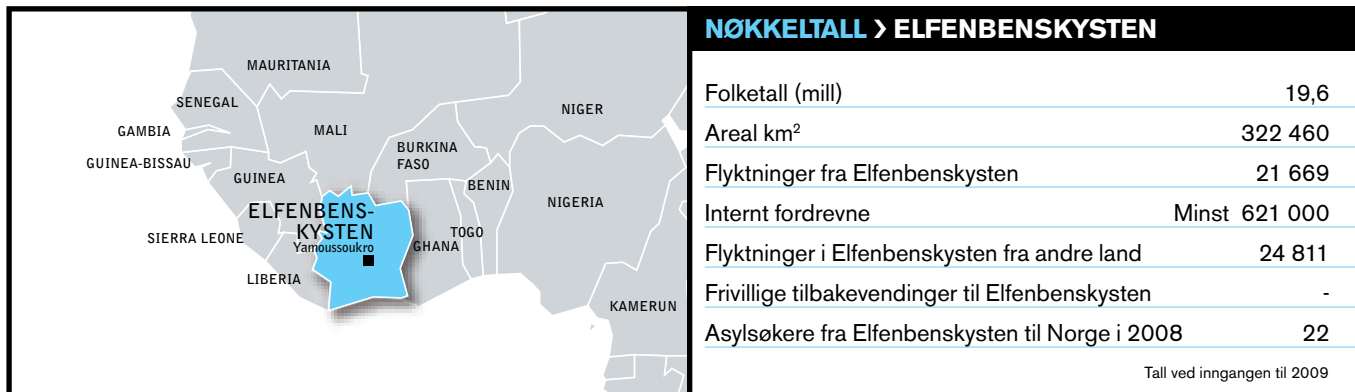 MAURITANIA
SENEGAL
NIGER
GAMBIA
MALI
BURKINA
FASO
GUINEA-BISSAU
GUINEA
BENIN
NIGERIA
ELFENBENS-
KYSTEN
Yamoussoukro
SIERRA LEONE
TOGO
GHANA
LIBERIA
KAMERUN
NØKKELTALL › ELFENBENSKYSTEN
Folketall (mill) 19,6
Areal km² 322 460
Flyktninger fra Elfenbenskysten 21 669
Internt fordrevne Minst 621 000
Flyktninger i Elfenbenskysten fra andre land 24 811
Frivillige tilbakevendinger til Elfenbenskysten -
Asylsøkere fra Elfenbenskysten til Norge i 2008 22
Tall ved inngangen til 2009